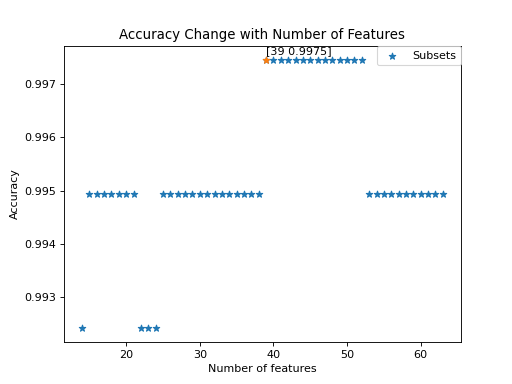 Accuracy Change with Number of Features
[39 0.9975]
Subsets
0.997
0.996
0.995
0.994
0.993
Accuracy
20 30 40 50 60
Number of features